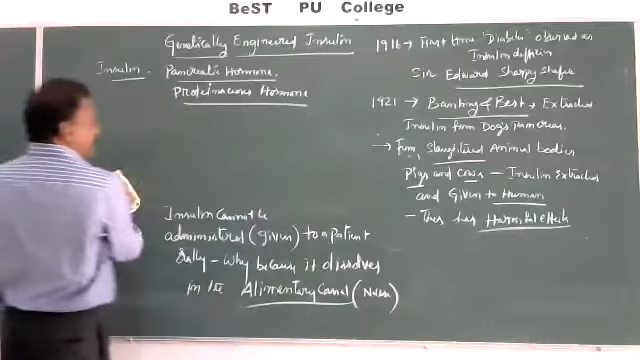 BeST PU College
Genetically Engineered Insulin
Insulin. Pancreatic Hormone.
Proteinaceous Hormone
Insulin Cannot be
administered (given) to a patient
Orally - Why because it dissolves
in the Alimentary Canal
1916 → First time "Diabetes" observed as
Insulin
Sir Edward Sharpy Shafer
1921 → Banting & Best, Extracted
Insulin from Dog's Pancreas.
→ From Slaughtered Animal bodies
Pigs and Cows - Insulin Extracted
and Given to Human
- This has Harmful effects